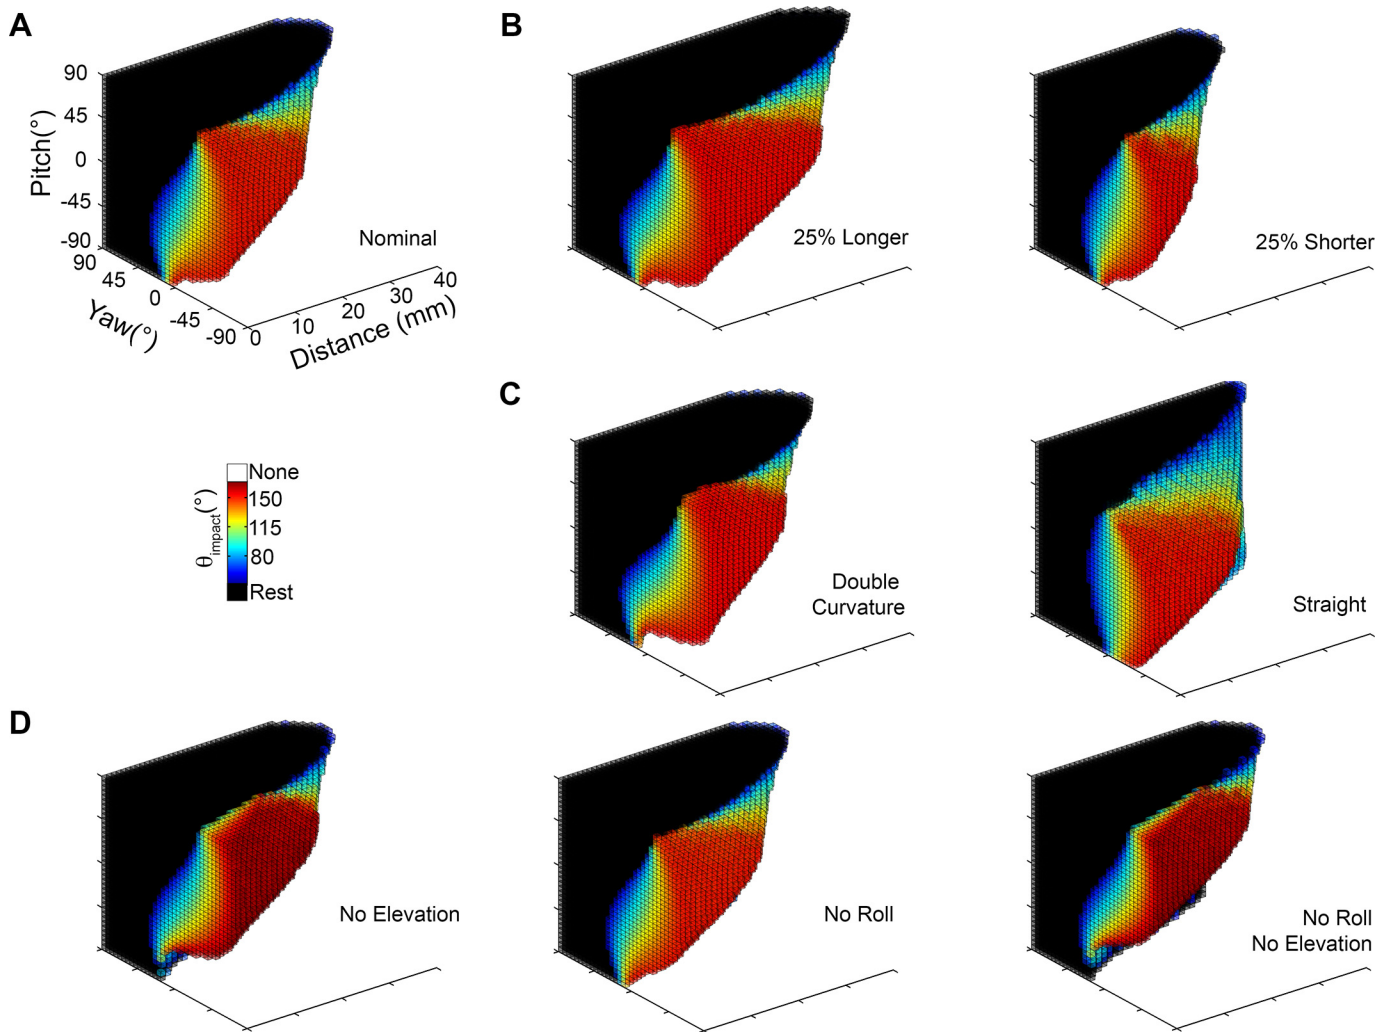 A
B
90
45
0
-45
-90
Pitch(°)
90
45
0
-45
-90
Yaw(°)
0
10
20
30
40
Distance (mm)
Nominal
25% Longer
25% Shorter
C
None
150
115
80
Rest
θimpact(°)
Double
Curvature
Straight
D
No Elevation
No Roll
No Roll
No Elevation